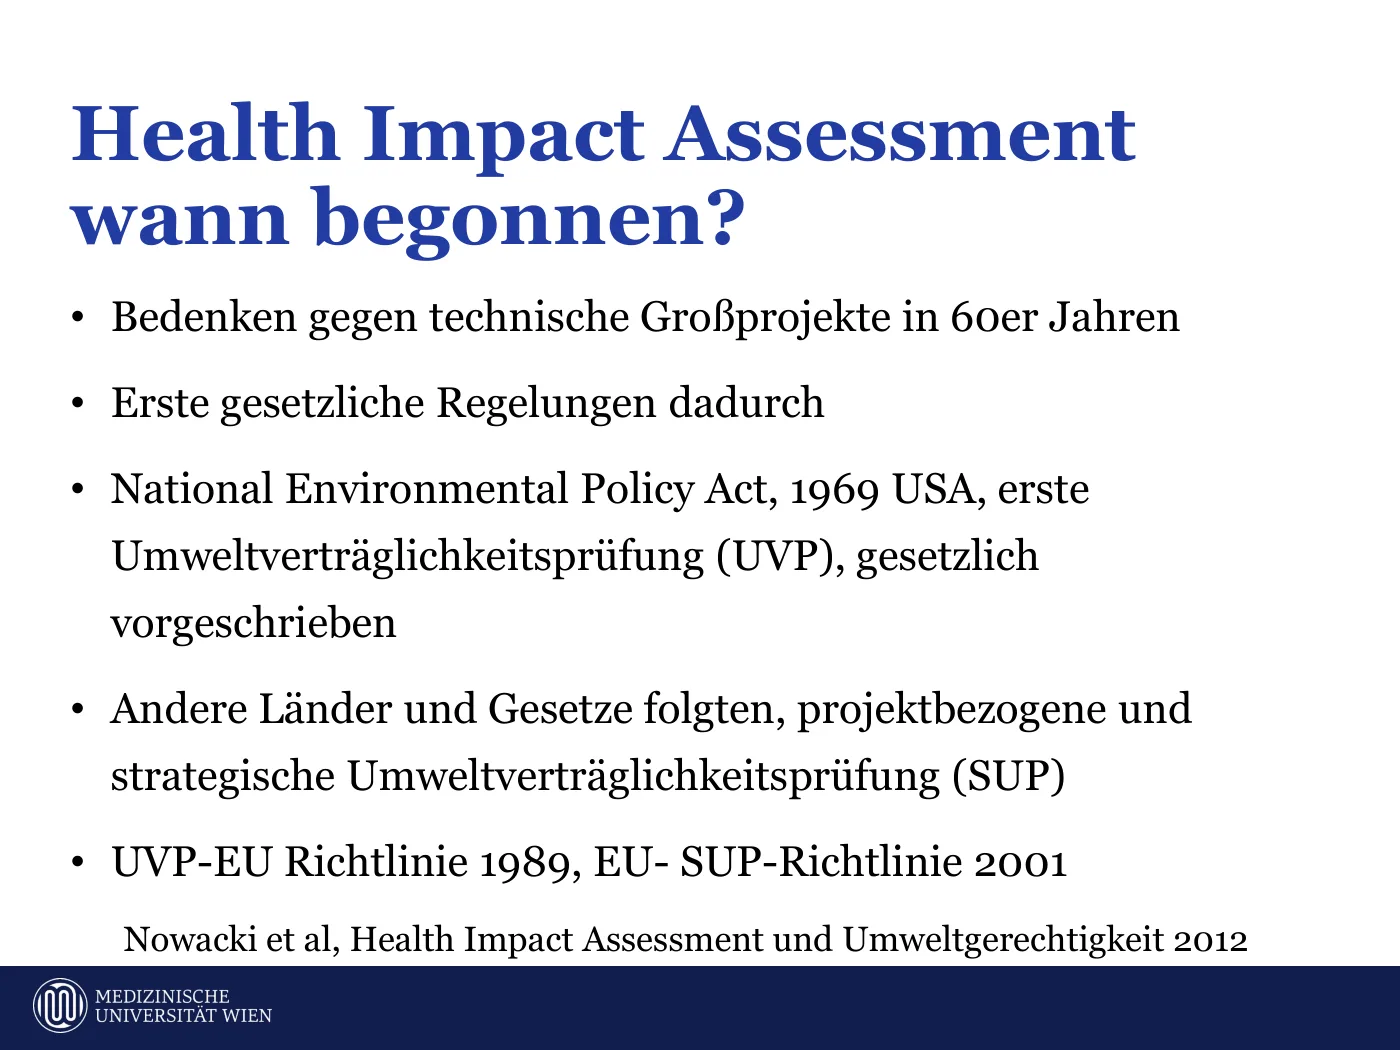 Health Impact Assessment
wann begonnen?
• Bedenken gegen technische Großprojekte in 60er Jahren
• Erste gesetzliche Regelungen dadurch
• National Environmental Policy Act, 1969 USA, erste
Umweltverträglichkeitsprüfung (UVP), gesetzlich
vorgeschrieben
• Andere Länder und Gesetze folgten, projektbezogene und
strategische Umweltverträglichkeitsprüfung (SUP)
• UVP-EU Richtlinie 1989, EU- SUP-Richtlinie 2001
Nowacki et al, Health Impact Assessment und Umweltgerechtigkeit 2012
MEDIZINISCHE
UNIVERSITÄT WIEN